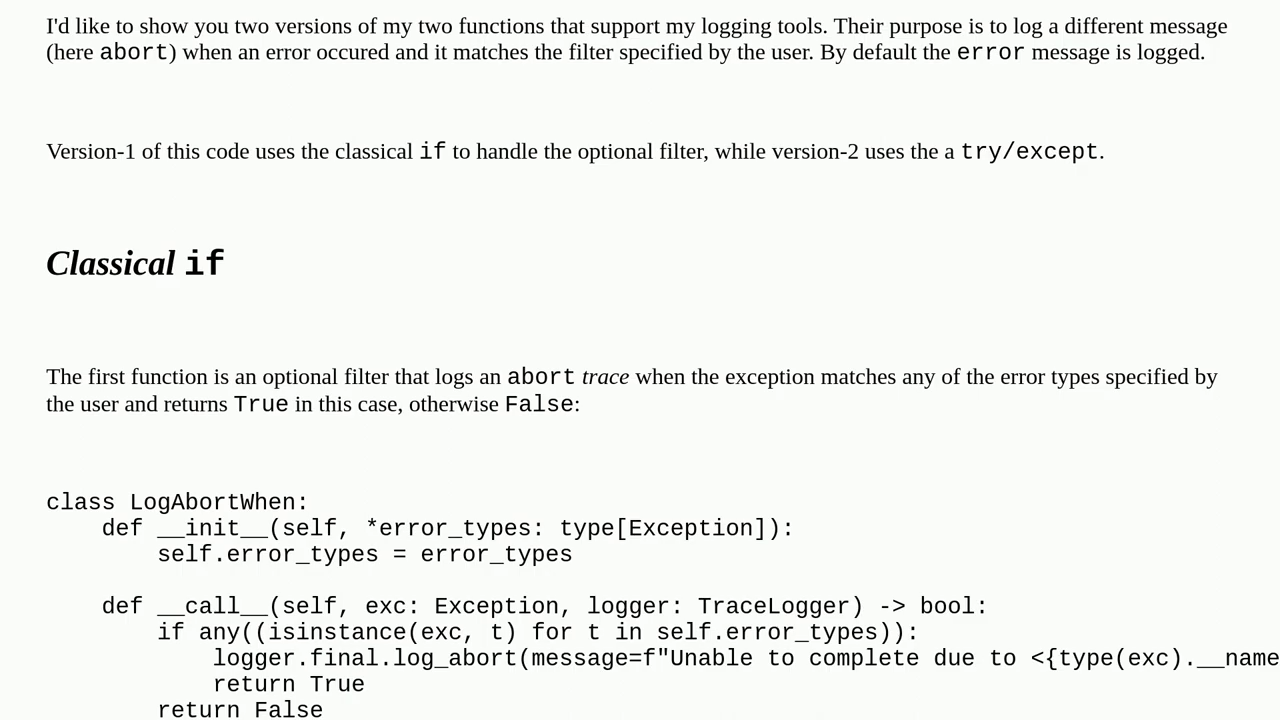 I'd like to show you two versions of my two functions that support my logging tools. Their purpose is to log a different message
(here abort) when an error occured and it matches the filter specified by the user. By default the error message is logged.
Version-1 of this code uses the classical if to handle the optional filter, while version-2 uses the a try/except.
Classical if
The first function is an optional filter that logs an abort trace when the exception matches any of the error types specified by
the user and returns True in this case, otherwise False:
class LogAbortWhen:
    def __init__(self, *error_types: type[Exception]):
        self.error_types = error_types
    def __call__(self, exc: Exception, logger: TraceLogger) -> bool:
        if any((isinstance(exc, t) for t in self.error_types)):
            logger.final.log_abort(message=f"Unable to complete due to <{type(exc).__name
            return True
        return False